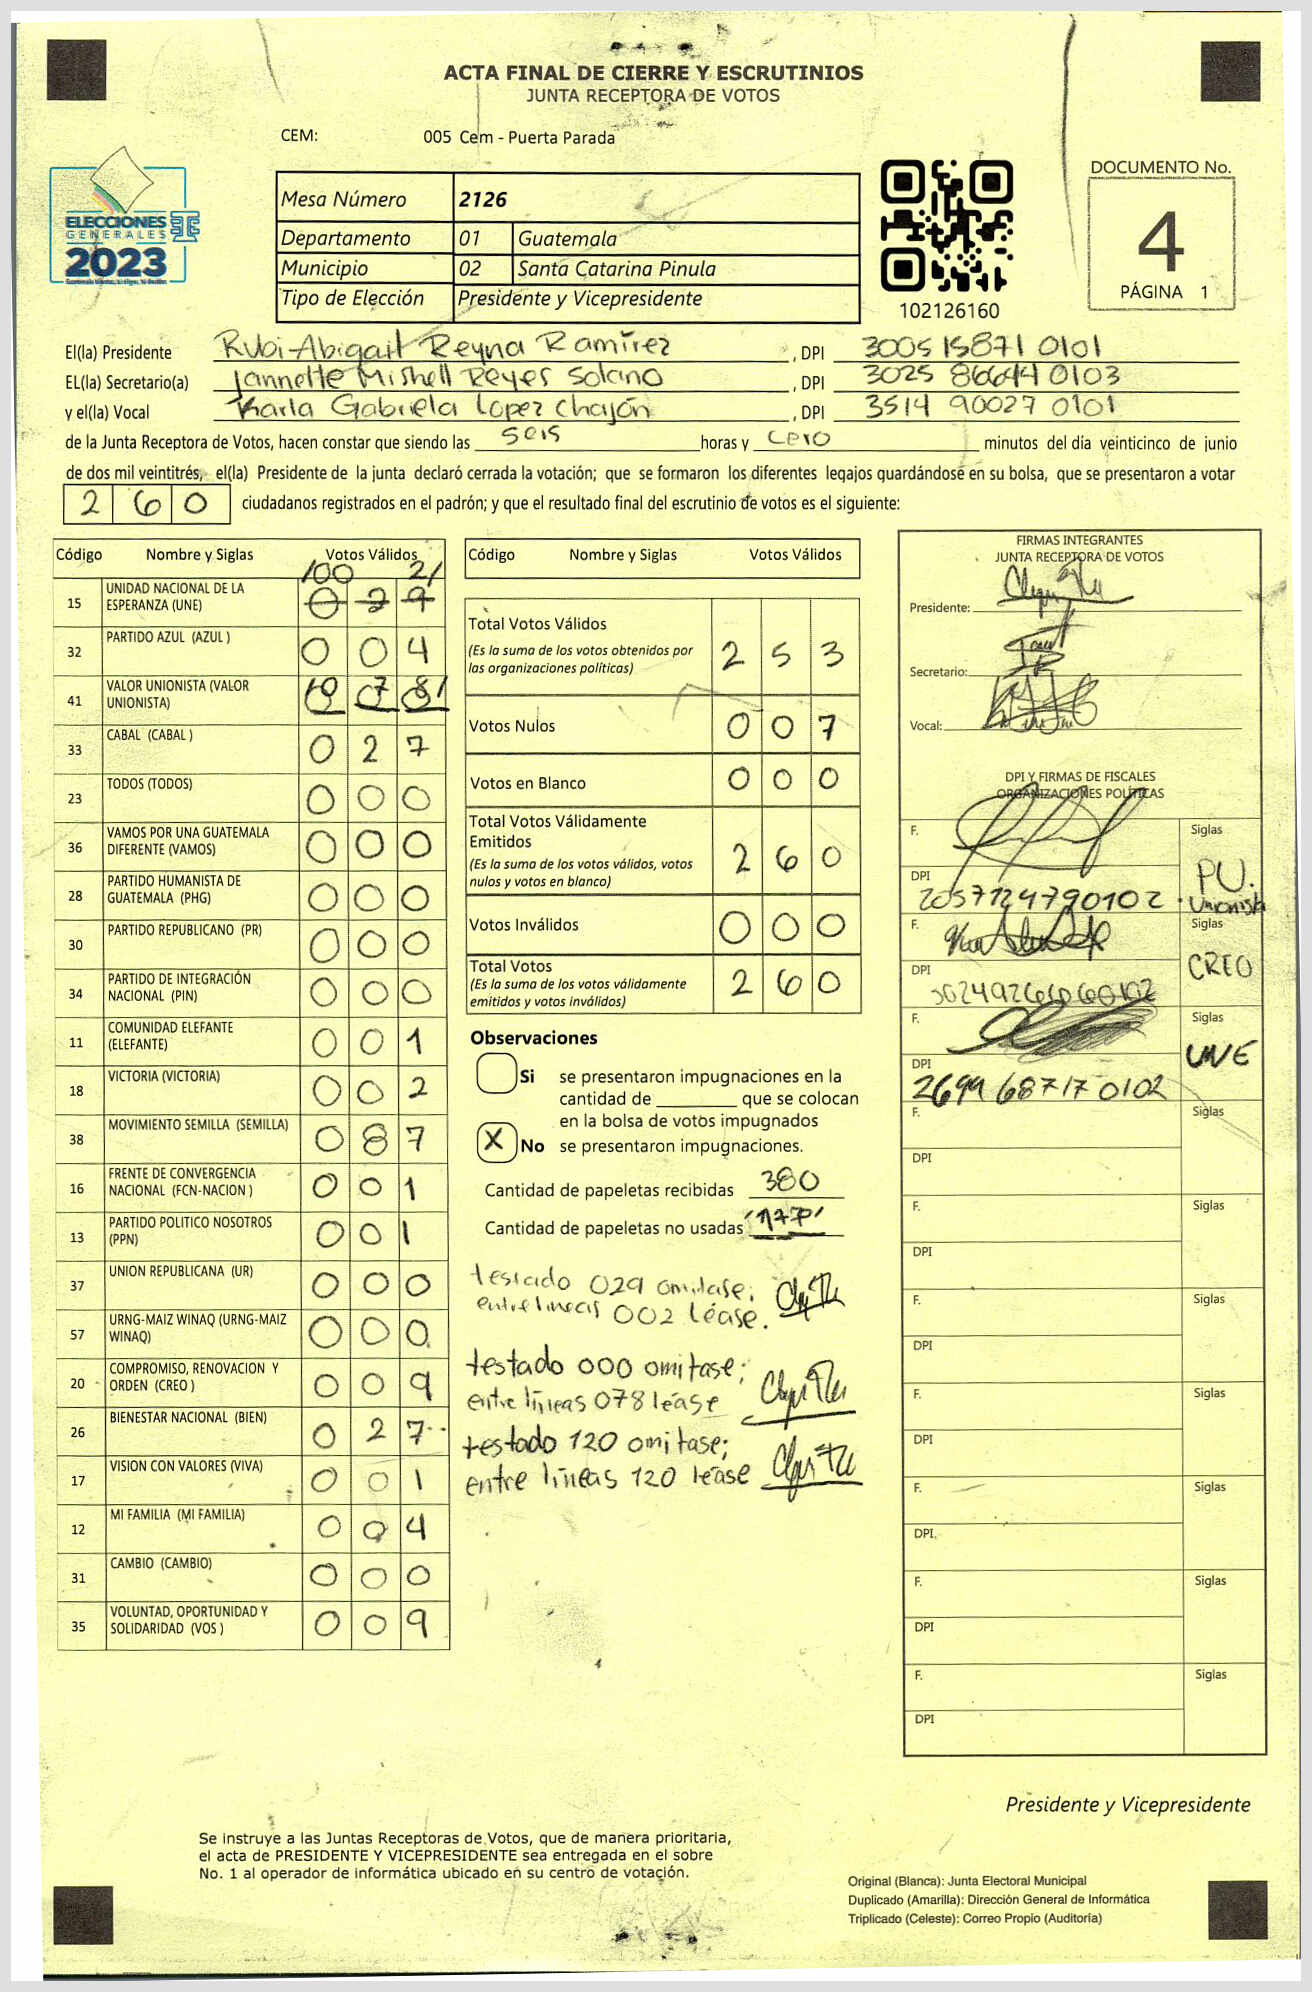 ACTA FINAL DE CIERRE Y ESCRUTINIOS
JUNTA RECEPTORA DE VOTOS
CEM: 005 Cem - Puerta Parada
ELECCIONES
GENERALES
2023
Mesa Número 2126
Departamento 01 Guatemala
Municipio 02 Santa Catarina Pinula
Tipo de Elección Presidente y Vicepresidente
102126160
DOCUMENTO No.
4
PÁGINA 1
El(la) Presidente Rubi Abigail Reyna Ramírez , DPI 3005 15871 0101
EL(la) Secretario(a) Jannette Mishell Reyes Solano , DPI 3025 86644 0103
y el(la) Vocal Karla Gabriela Lopez Chajón , DPI 3514 90027 0101
de la Junta Receptora de Votos, hacen constar que siendo las seis horas y cero minutos del día veinticinco de junio
de dos mil veintitrés, el(la) Presidente de la junta declaró cerrada la votación; que se formaron los diferentes legajos guardándose en su bolsa, que se presentaron a votar
260 ciudadanos registrados en el padrón; y que el resultado final del escrutinio de votos es el siguiente:
Código Nombre y Siglas Votos Válidos
15 UNIDAD NACIONAL DE LA
ESPERANZA (UNE)
32 PARTIDO AZUL (AZUL ) 0 0 4
41 VALOR UNIONISTA (VALOR
UNIONISTA)
33 CABAL (CABAL ) 0 2 7
23 TODOS (TODOS) 0 0 0
36 VAMOS POR UNA GUATEMALA
DIFERENTE (VAMOS) 0 0 0
28 PARTIDO HUMANISTA DE
GUATEMALA (PHG) 0 0 0
30 PARTIDO REPUBLICANO (PR) 0 0 0
34 PARTIDO DE INTEGRACIÓN
NACIONAL (PIN) 0 0 0
11 COMUNIDAD ELEFANTE
(ELEFANTE) 0 0 1
18 VICTORIA (VICTORIA) 0 0 2
38 MOVIMIENTO SEMILLA (SEMILLA) 0 8 7
16 FRENTE DE CONVERGENCIA
NACIONAL (FCN-NACION ) 0 0 1
13 PARTIDO POLITICO NOSOTROS
(PPN) 0 0 1
37 UNION REPUBLICANA (UR) 0 0 0
57 URNG-MAIZ WINAQ (URNG-MAIZ
WINAQ) 0 0 0
20 COMPROMISO, RENOVACION Y
ORDEN (CREO ) 0 0 9
26 BIENESTAR NACIONAL (BIEN) 0 2 7
17 VISION CON VALORES (VIVA) 0 0 1
12 MI FAMILIA (MI FAMILIA) 0 0 4
31 CAMBIO (CAMBIO) 0 0 0
35 VOLUNTAD, OPORTUNIDAD Y
SOLIDARIDAD (VOS ) 0 0 9
Código Nombre y Siglas Votos Válidos
Total Votos Válidos
(Es la suma de los votos obtenidos por
las organizaciones políticas) 2 5 3
Votos Nulos 0 0 7
Votos en Blanco 0 0 0
Total Votos Válidamente
Emitidos
(Es la suma de los votos válidos, votos
nulos y votos en blanco) 2 6 0
Votos Inválidos 0 0 0
Total Votos
(Es la suma de los votos válidamente
emitidos y votos inválidos) 2 6 0
Observaciones
Si se presentaron impugnaciones en la
cantidad de ________ que se colocan
en la bolsa de votos impugnados
X No se presentaron impugnaciones.
Cantidad de papeletas recibidas 380
Cantidad de papeletas no usadas
testado 029 omitase;
entre lineas 002 léase.
testado 000 omitase;
entre líneas 078 léase
testado 120 omitase;
entre líneas 120 léase
FIRMAS INTEGRANTES
JUNTA RECEPTORA DE VOTOS
Presidente:
Secretario:
Vocal:
DPI Y FIRMAS DE FISCALES
ORGANIZACIONES POLÍTICAS
F. Siglas
PU.
Unionista
DPI
2057124790102
F. Siglas
CREO
DPI
F. Siglas
UNE
DPI
2699 68717 0102
F. Siglas
DPI
F. Siglas
DPI
F. Siglas
DPI
F. Siglas
DPI
F. Siglas
DPI
F. Siglas
DPI
F. Siglas
DPI
Presidente y Vicepresidente
Se instruye a las Juntas Receptoras de Votos, que de manera prioritaria,
el acta de PRESIDENTE Y VICEPRESIDENTE sea entregada en el sobre
No. 1 al operador de informática ubicado en su centro de votación.
Original (Blanca): Junta Electoral Municipal
Duplicado (Amarilla): Dirección General de Informática
Triplicado (Celeste): Correo Propio (Auditoría)